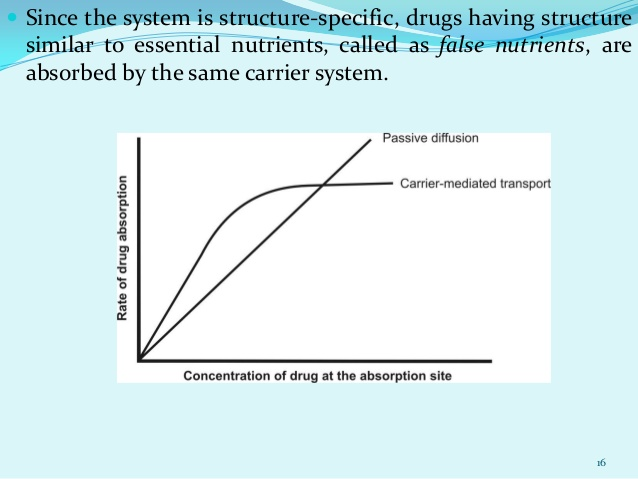 Since the system is structure-specific, drugs having structure
similar to essential nutrients, called as false nutrients, are
absorbed by the same carrier system.
Passive diffusion
Carrier-mediated transport
Rate of drug absorption
Concentration of drug at the absorption site
16